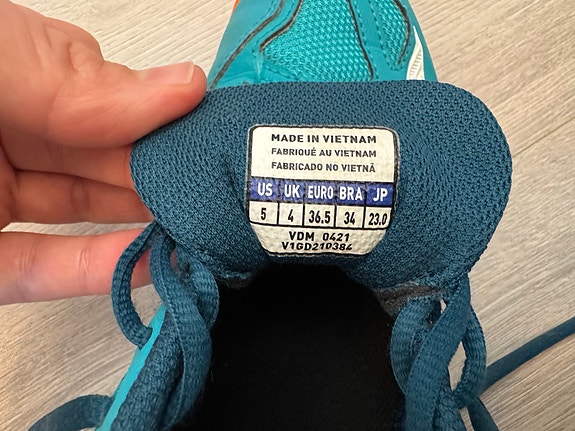 MADE IN VIETNAM
FABRIQUÉ AU VIETNAM
FABRICADO NO VIETNÃ
US UK EURO BRA JP
5 4 36.5 34 23.0
VDM 0421
V1GD210384